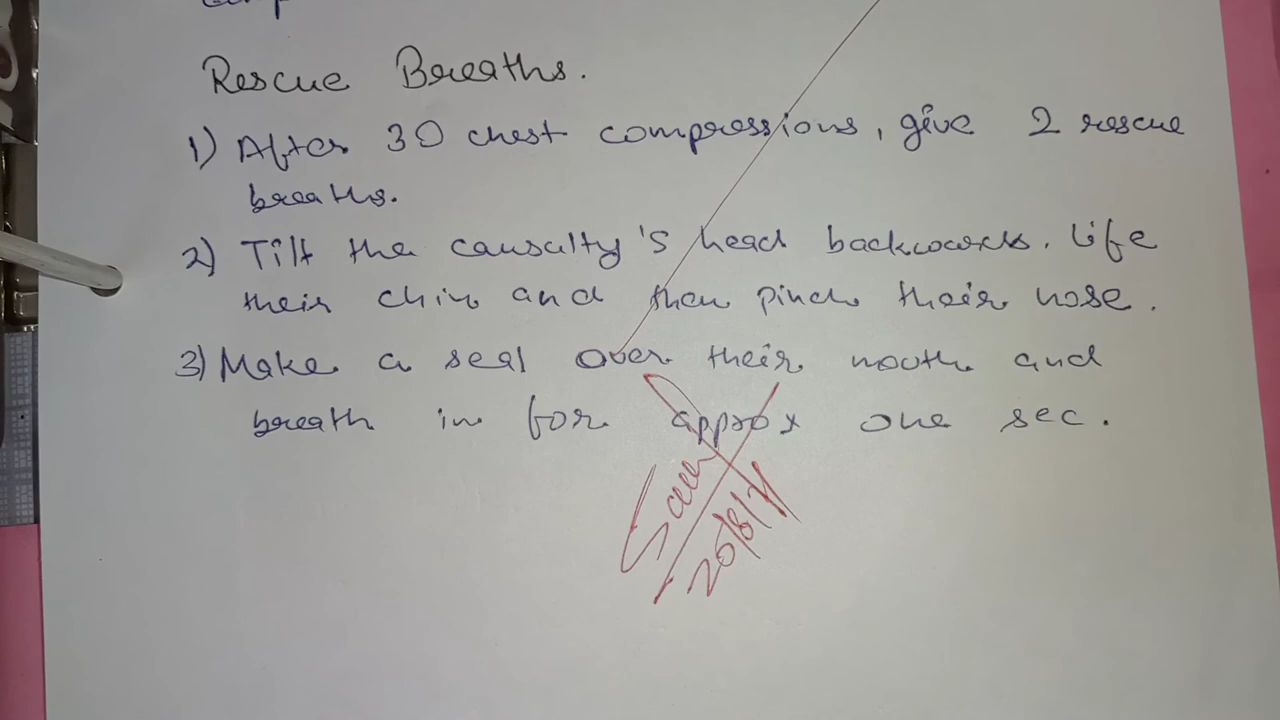 Rescue Breaths.
1) After 30 chest compressions, give 2 rescue
breaths.
2) Tilt the causalty's head backwards. life
their chin and then pinch their nose.
3) Make a seal over their mouth and
breath in for approx one sec.
20/8/21